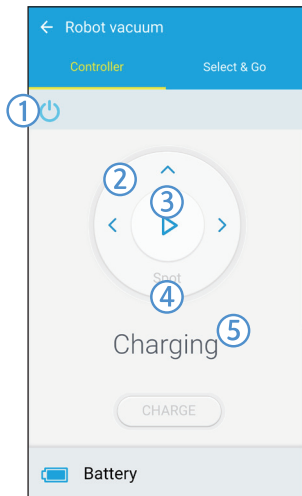 Robot vacuum
Controller Select & Go
①
②
③
Spot
④
Charging ⑤
CHARGE
Battery